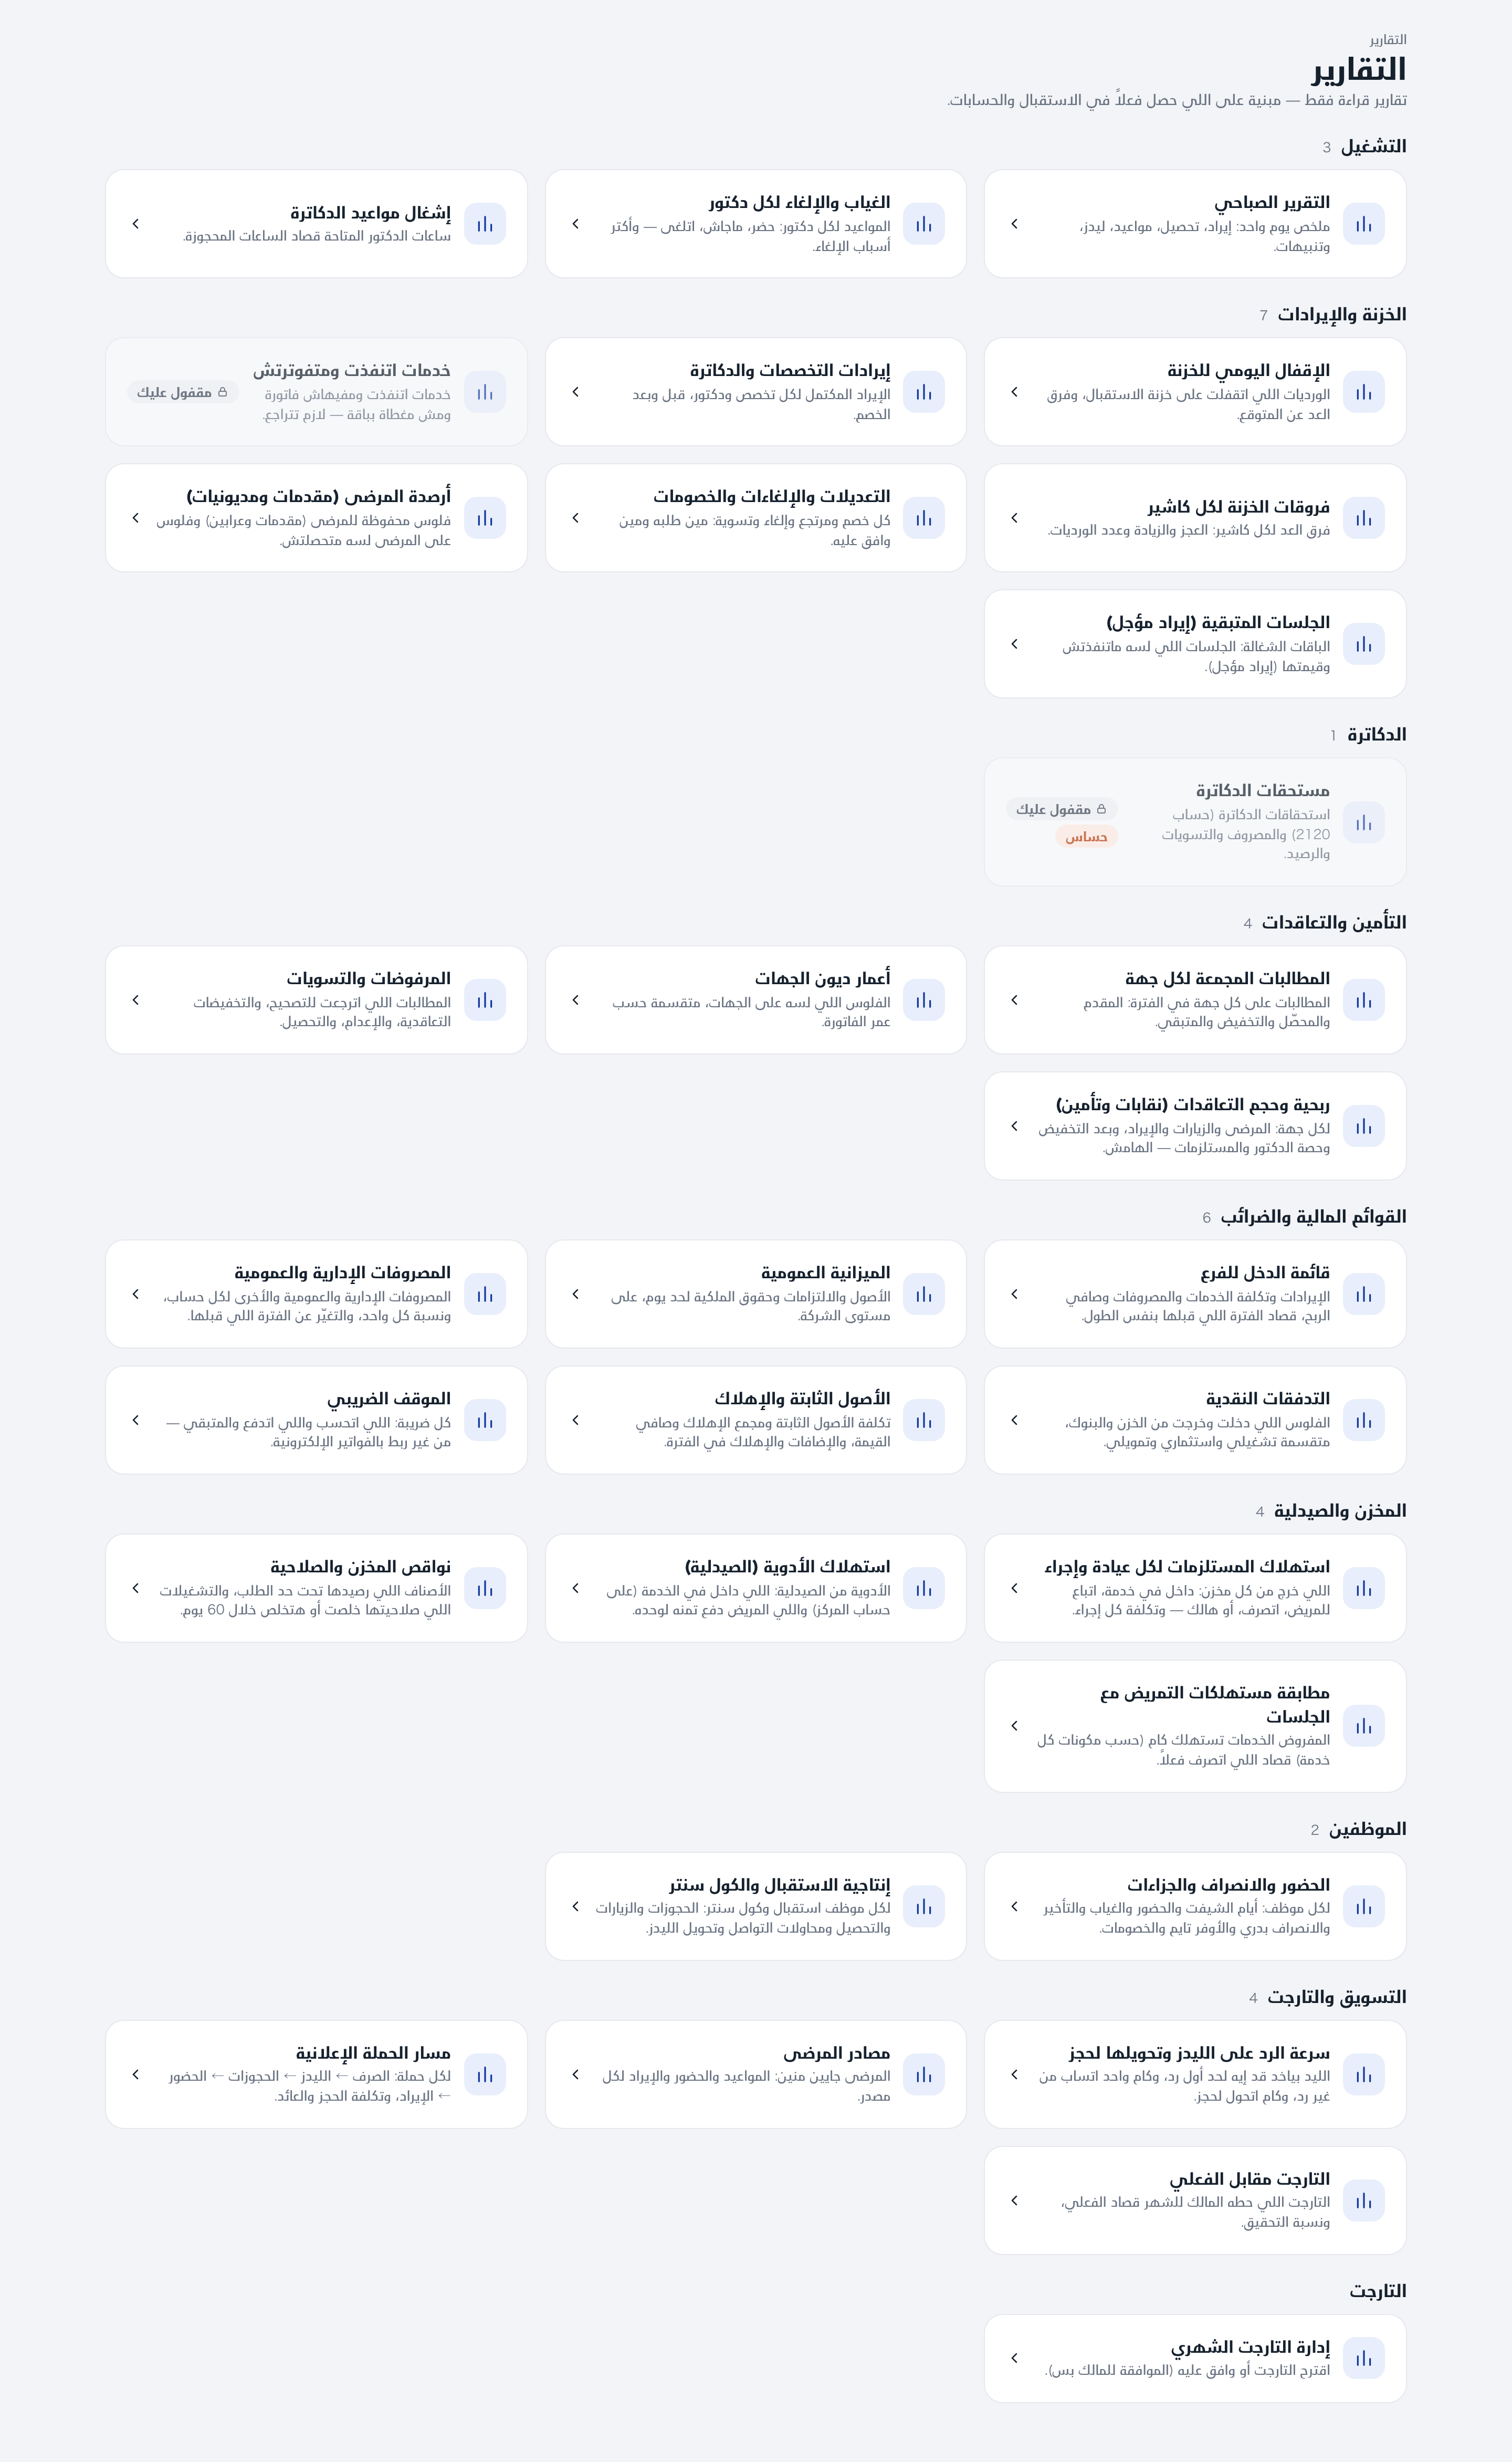 التقارير
التقارير
تقارير قراءة فقط — مبنية على اللي حصل فعلاً في الاستقبال والحسابات.
التشغيل 3
التقرير الصباحي
ملخص يوم واحد: إيراد، تحصيل، مواعيد، ليدز،
وتنبيهات.
الغياب والإلغاء لكل دكتور
المواعيد لكل دكتور: حضر، ماجاش، اتلغى — وأكتر
أسباب الإلغاء.
إشغال مواعيد الدكاترة
ساعات الدكتور المتاحة قصاد الساعات المحجوزة.
الخزنة والإيرادات 7
الإقفال اليومي للخزنة
الورديات اللي اتقفلت على خزنة الاستقبال، وفرق
العد عن المتوقع.
إيرادات التخصصات والدكاترة
الإيراد المكتمل لكل تخصص ودكتور، قبل وبعد
الخصم.
خدمات اتنفذت ومتفوترتش
خدمات اتنفذت ومفيهاش فاتورة
ومش مغطاة بباقة — لازم تتراجع.
مقفول عليك
فروقات الخزنة لكل كاشير
فرق العد لكل كاشير: العجز والزيادة وعدد الورديات.
التعديلات والإلغاءات والخصومات
كل خصم ومرتجع وإلغاء وتسوية: مين طلبه ومين
وافق عليه.
أرصدة المرضى (مقدمات ومديونيات)
فلوس محفوظة للمرضى (مقدمات وعرابين) وفلوس
على المرضى لسه متحصلتش.
الجلسات المتبقية (إيراد مؤجل)
الباقات الشغالة: الجلسات اللي لسه ماتنفذتش
وقيمتها (إيراد مؤجل).
الدكاترة 1
مستحقات الدكاترة
استحقاقات الدكاترة (حساب
2120) والمصروف والتسويات
والرصيد.
مقفول عليك
حساس
التأمين والتعاقدات 4
المطالبات المجمعة لكل جهة
المطالبات على كل جهة في الفترة: المقدم
والمحصّل والتخفيض والمتبقي.
أعمار ديون الجهات
الفلوس اللي لسه على الجهات، متقسمة حسب
عمر الفاتورة.
المرفوضات والتسويات
المطالبات اللي اترجعت للتصحيح، والتخفيضات
التعاقدية، والإعدام، والتحصيل.
ربحية وحجم التعاقدات (نقابات وتأمين)
لكل جهة: المرضى والزيارات والإيراد، وبعد التخفيض
وحصة الدكتور والمستلزمات — الهامش.
القوائم المالية والضرائب 6
قائمة الدخل للفرع
الإيرادات وتكلفة الخدمات والمصروفات وصافي
الربح، قصاد الفترة اللي قبلها بنفس الطول.
الميزانية العمومية
الأصول والالتزامات وحقوق الملكية لحد يوم، على
مستوى الشركة.
المصروفات الإدارية والعمومية
المصروفات الإدارية والعمومية والأخرى لكل حساب،
ونسبة كل واحد، والتغيّر عن الفترة اللي قبلها.
التدفقات النقدية
الفلوس اللي دخلت وخرجت من الخزن والبنوك،
متقسمة تشغيلي واستثماري وتمويلي.
الأصول الثابتة والإهلاك
تكلفة الأصول الثابتة ومجمع الإهلاك وصافي
القيمة، والإضافات والإهلاك في الفترة.
الموقف الضريبي
كل ضريبة: اللي اتحسب واللي اتدفع والمتبقي —
من غير ربط بالفواتير الإلكترونية.
المخزن والصيدلية 4
استهلاك المستلزمات لكل عيادة وإجراء
اللي خرج من كل مخزن: داخل في خدمة، اتباع
للمريض، اتصرف، أو هالك — وتكلفة كل إجراء.
استهلاك الأدوية (الصيدلية)
الأدوية من الصيدلية: اللي داخل في الخدمة (على
حساب المركز) واللي المريض دفع تمنه لوحده.
نواقص المخزن والصلاحية
الأصناف اللي رصيدها تحت حد الطلب، والتشغيلات
اللي صلاحيتها خلصت أو هتخلص خلال 60 يوم.
مطابقة مستهلكات التمريض مع
الجلسات
المفروض الخدمات تستهلك كام (حسب مكونات كل
خدمة) قصاد اللي اتصرف فعلاً.
الموظفين 2
الحضور والانصراف والجزاءات
لكل موظف: أيام الشيفت والحضور والغياب والتأخير
والانصراف بدري والأوفر تايم والخصومات.
إنتاجية الاستقبال والكول سنتر
لكل موظف استقبال وكول سنتر: الحجوزات والزيارات
والتحصيل ومحاولات التواصل وتحويل الليدز.
التسويق والتارجت 4
سرعة الرد على الليدز وتحويلها لحجز
الليد بياخد قد إيه لحد أول رد، وكام واحد اتساب من
غير رد، وكام اتحول لحجز.
مصادر المرضى
المرضى جايين منين: المواعيد والحضور والإيراد لكل
مصدر.
مسار الحملة الإعلانية
لكل حملة: الصرف ← الليدز ← الحجوزات ← الحضور
← الإيراد، وتكلفة الحجز والعائد.
التارجت مقابل الفعلي
التارجت اللي حطه المالك للشهر قصاد الفعلي،
ونسبة التحقيق.
التارجت
إدارة التارجت الشهري
اقترح التارجت أو وافق عليه (الموافقة للمالك بس).